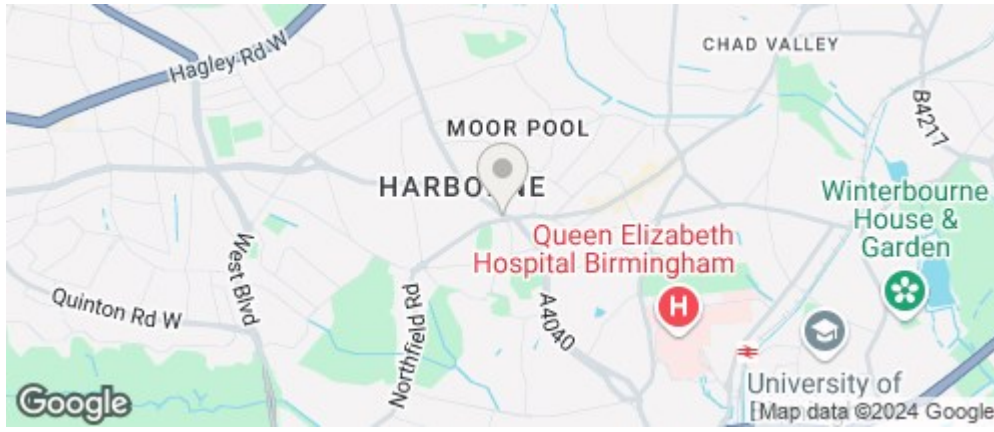 Hagley Rd W
CHAD VALLEY
B4217
MOOR POOL
HARBORNE
Winterbourne
House &
Garden
Queen Elizabeth
Hospital Birmingham
H
West Blvd
Quinton Rd W
Northfield Rd
A4040
University of
Google
Map data ©2024 Google